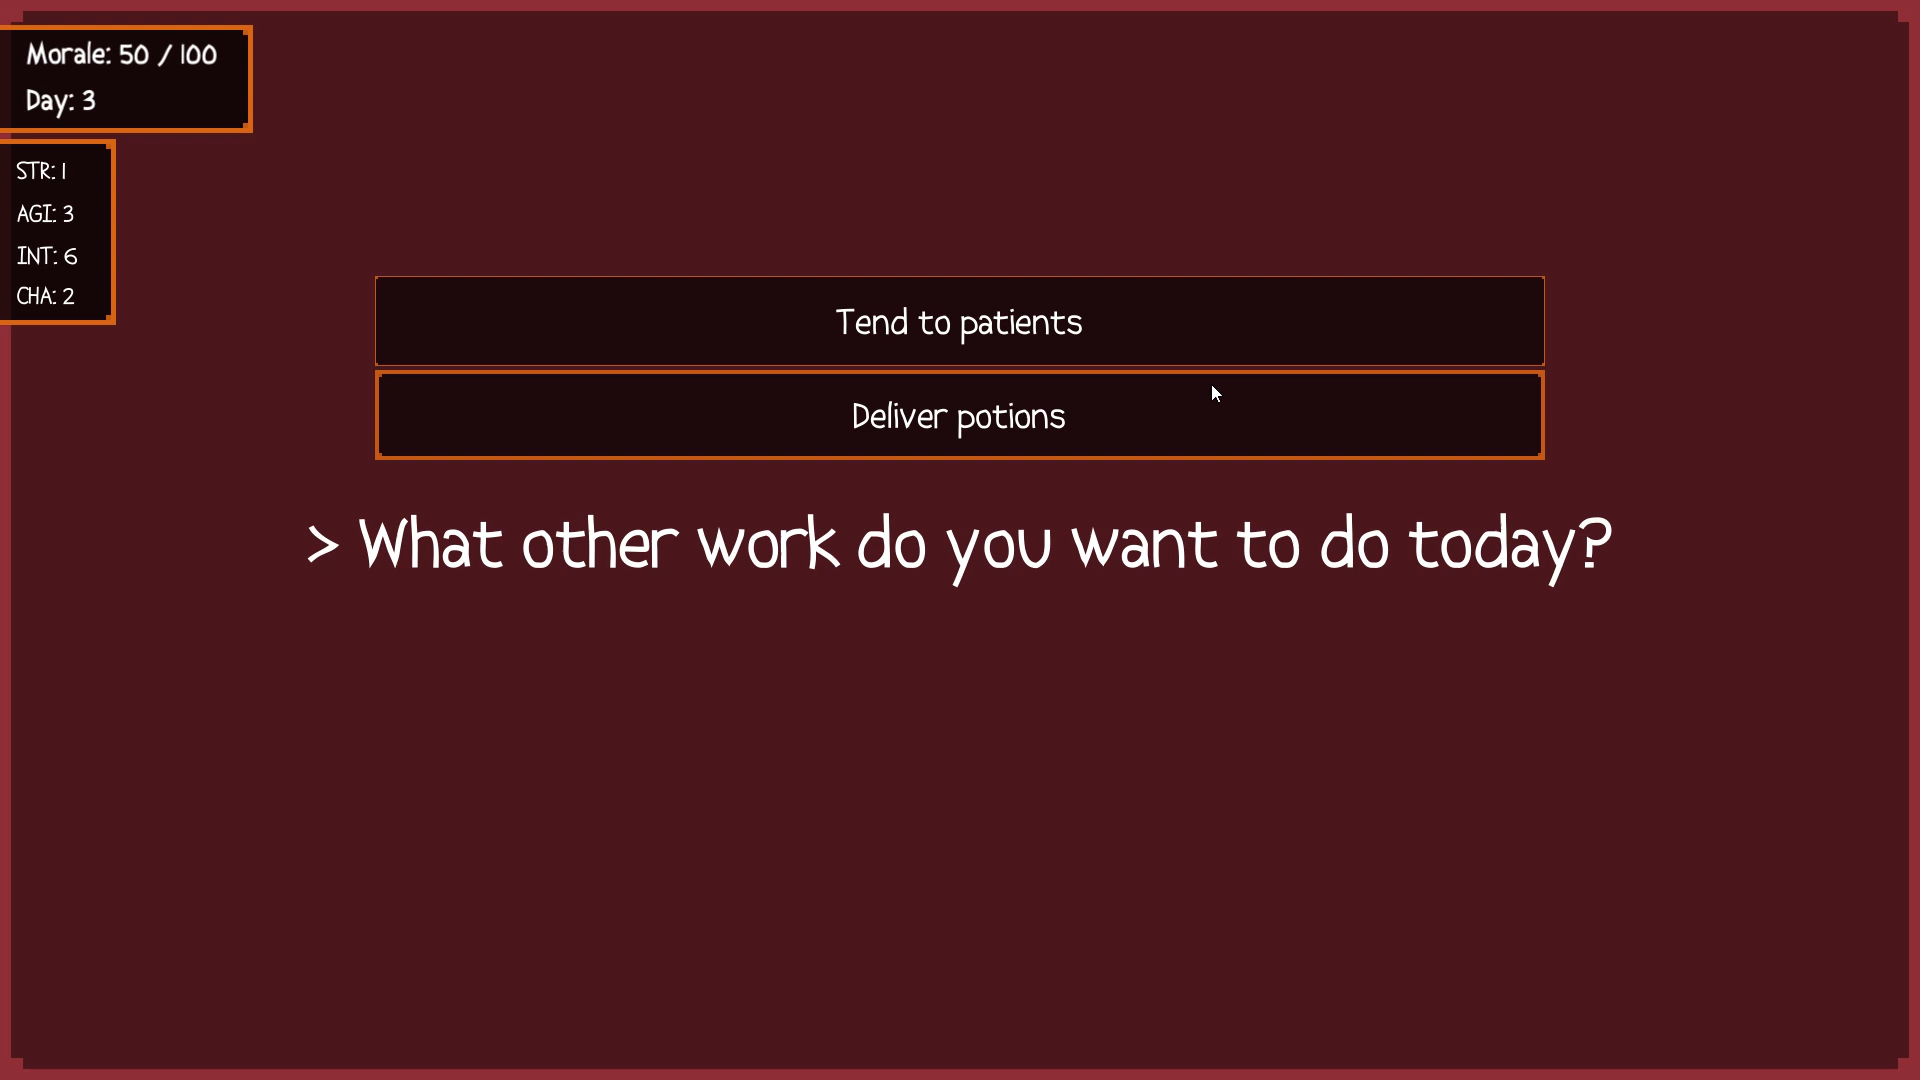 Morale: 50 / 100
Day: 3
STR: 1
AGI: 3
INT: 6
CHA: 2
Tend to patients
Deliver potions
> What other work do you want to do today?